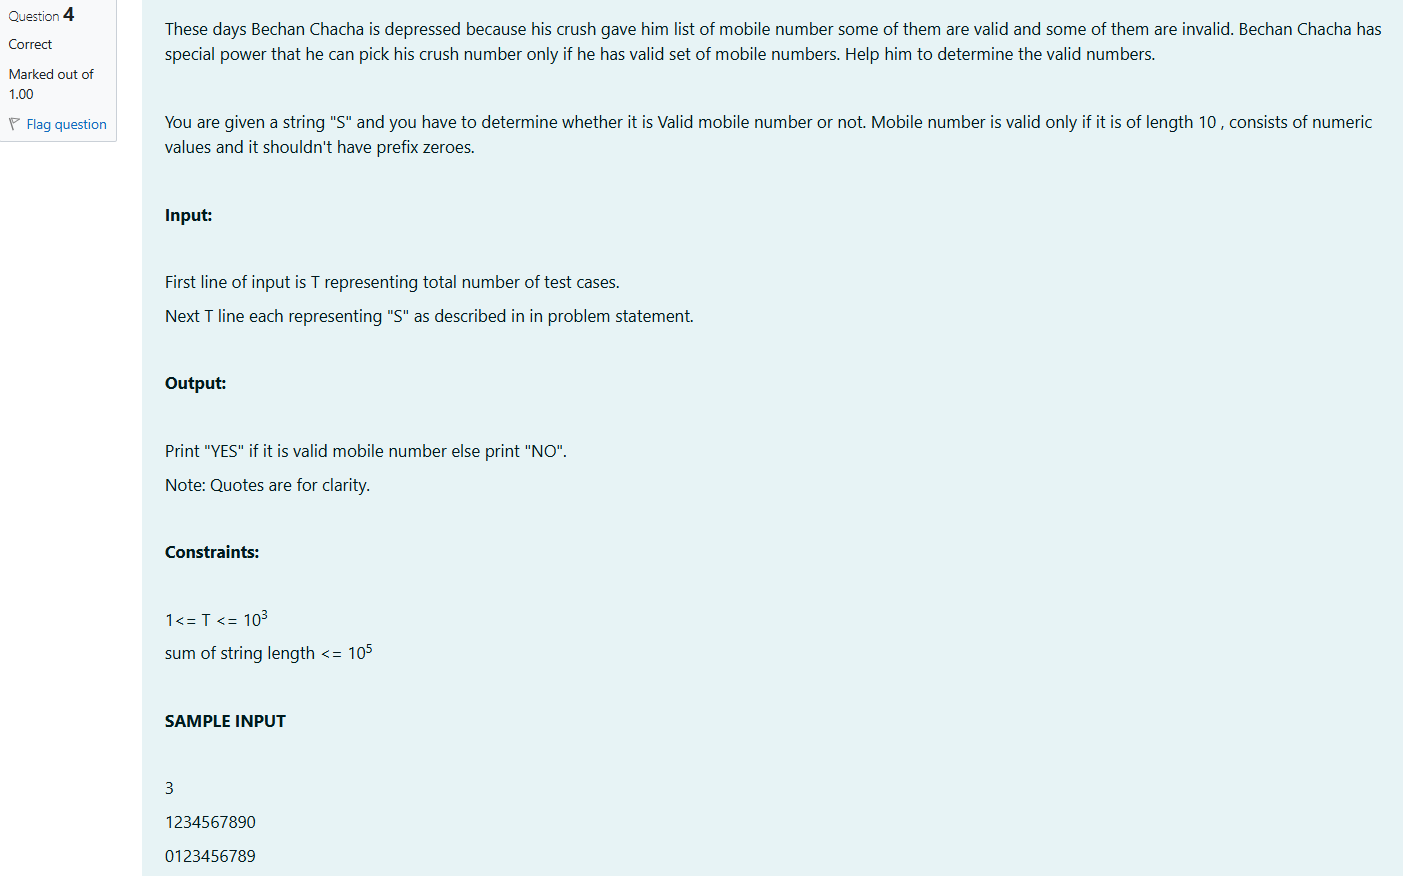 Question 4
Correct
Marked out of
1.00
Flag question
These days Bechan Chacha is depressed because his crush gave him list of mobile number some of them are valid and some of them are invalid. Bechan Chacha has
special power that he can pick his crush number only if he has valid set of mobile numbers. Help him to determine the valid numbers.
You are given a string "S" and you have to determine whether it is Valid mobile number or not. Mobile number is valid only if it is of length 10 , consists of numeric
values and it shouldn't have prefix zeroes.
Input:
First line of input is T representing total number of test cases.
Next T line each representing "S" as described in in problem statement.
Output:
Print "YES" if it is valid mobile number else print "NO".
Note: Quotes are for clarity.
Constraints:
1<= T <= 10³
sum of string length <= 10⁵
SAMPLE INPUT
3
1234567890
0123456789